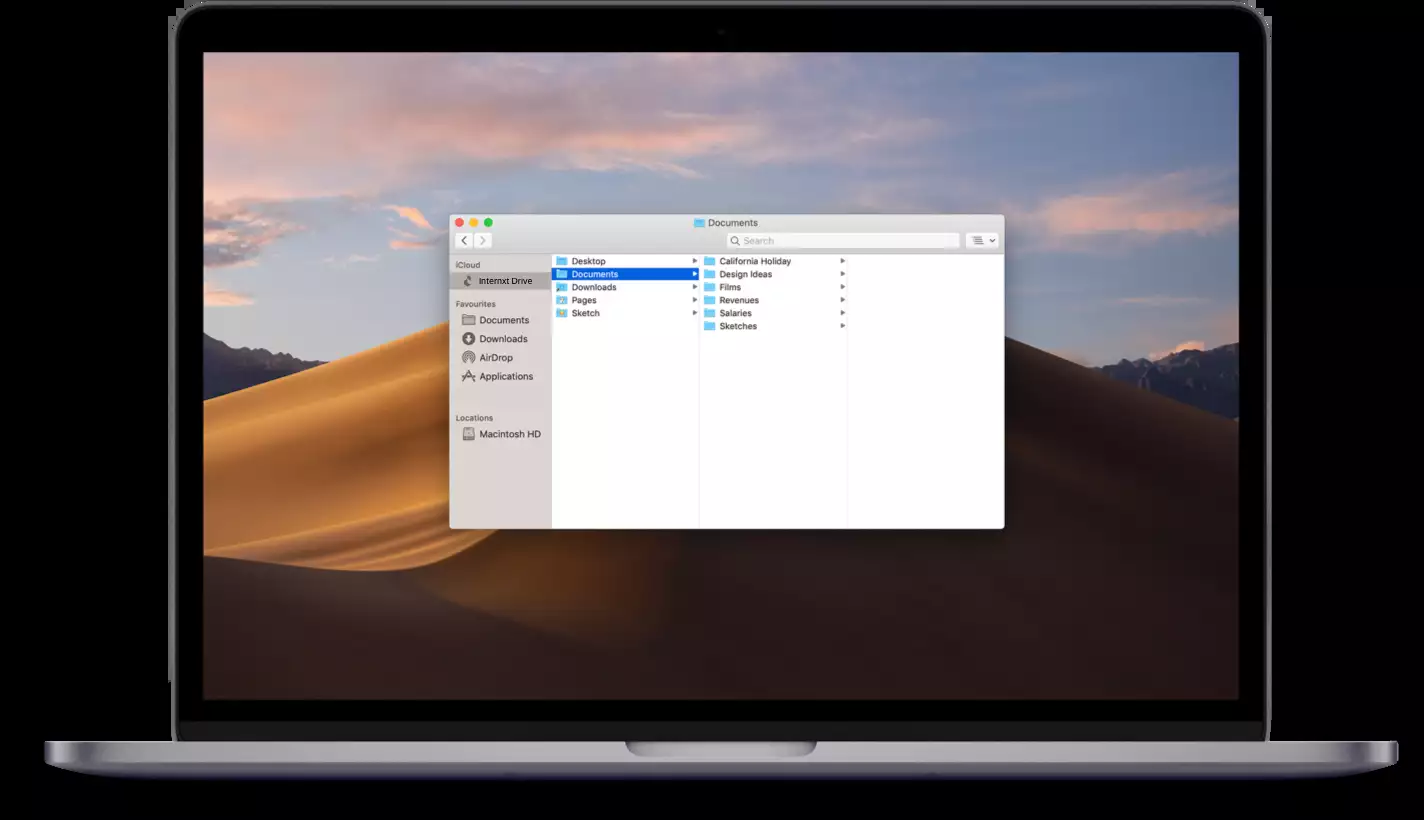 Documents
Search
iCloud
Internxt Drive
Favourites
Documents
Downloads
AirDrop
Applications
Locations
Macintosh HD
Desktop
Documents
Downloads
Pages
Sketch
California Holiday
Design Ideas
Films
Revenues
Salaries
Sketches